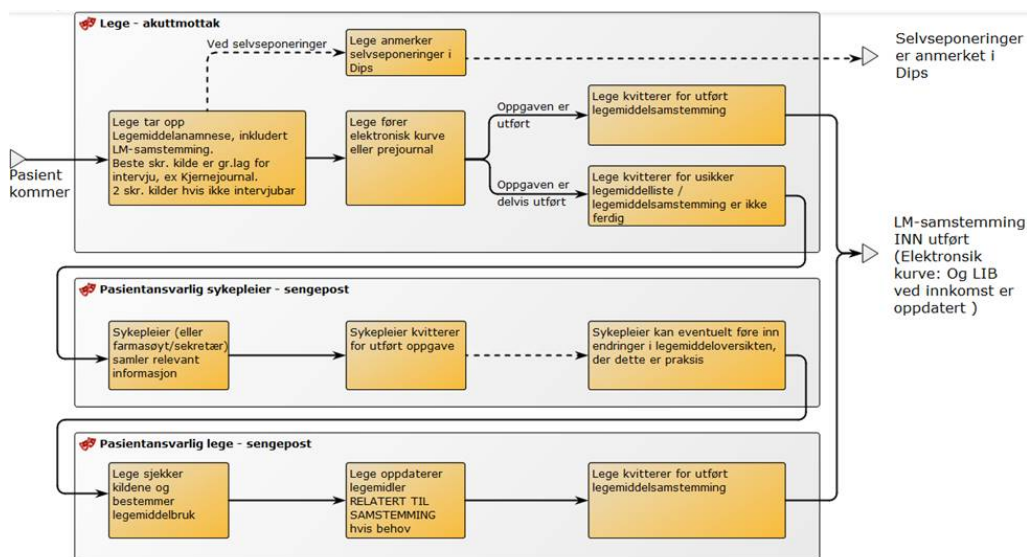 Lege - akuttmottak
Ved selvseponeringer
Lege anmerker
selvseponeringer i
Dips
Selvseponeringer
er anmerket i
Dips
Pasient
kommer
Lege tar opp
Legemiddelanamnese, inkludert
LM-samstemming.
Beste skr. kilde er gr.lag for
intervju, ex Kjernejournal.
2 skr. kilder hvis ikke intervjubar
Lege fører
elektronisk kurve
eller prejournal
Oppgaven er
utført
Lege kvitterer for utført
legemiddelsamstemming
Oppgaven er
delvis utført
Lege kvitterer for usikker
legemiddelliste /
legemiddelsamstemming er ikke
ferdig
LM-samstemming
INN utført
(Elektronsik
kurve: Og LIB
ved innkomst er
oppdatert )
Pasientansvarlig sykepleier - sengepost
Sykepleier (eller
farmasøyt/sekretær)
samler relevant
informasjon
Sykepleier kvitterer
for utført oppgave
Sykepleier kan eventuelt føre inn
endringer i legemiddeloversikten,
der dette er praksis
Pasientansvarlig lege - sengepost
Lege sjekker
kildene og
bestemmer
legemiddelbruk
Lege oppdaterer
legemidler
RELATERT TIL
SAMSTEMMING
hvis behov
Lege kvitterer for utført
legemiddelsamstemming